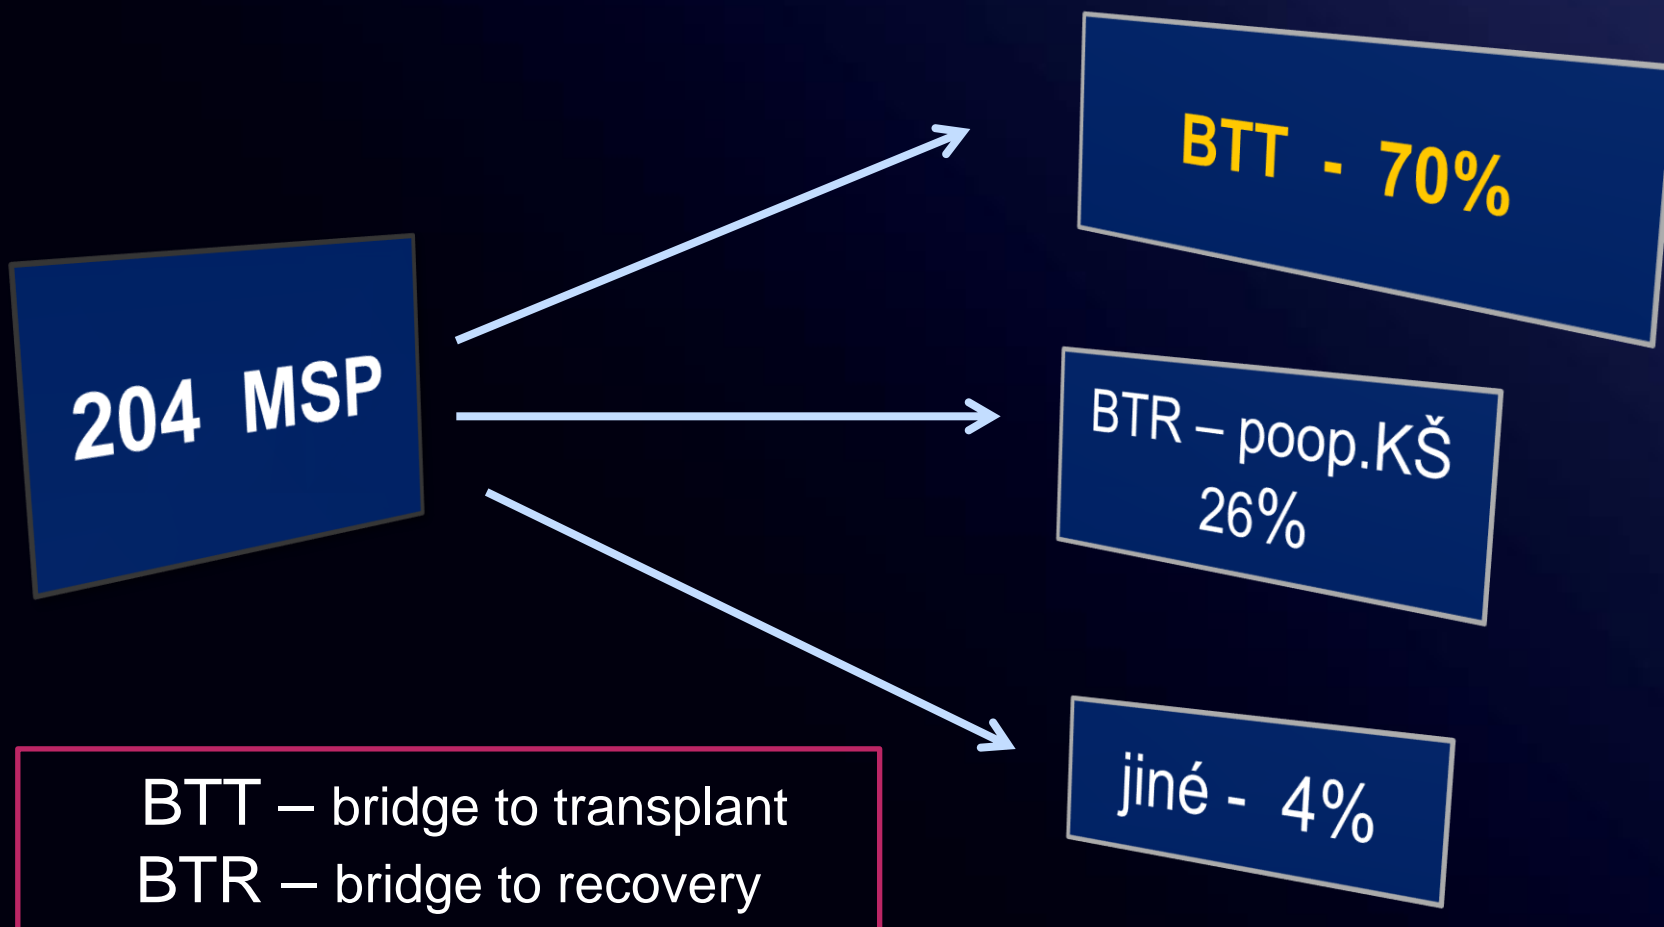 204 MSP
BTT - 70%
BTR – poop.KŠ
26%
jiné - 4%
BTT – bridge to transplant
BTR – bridge to recovery